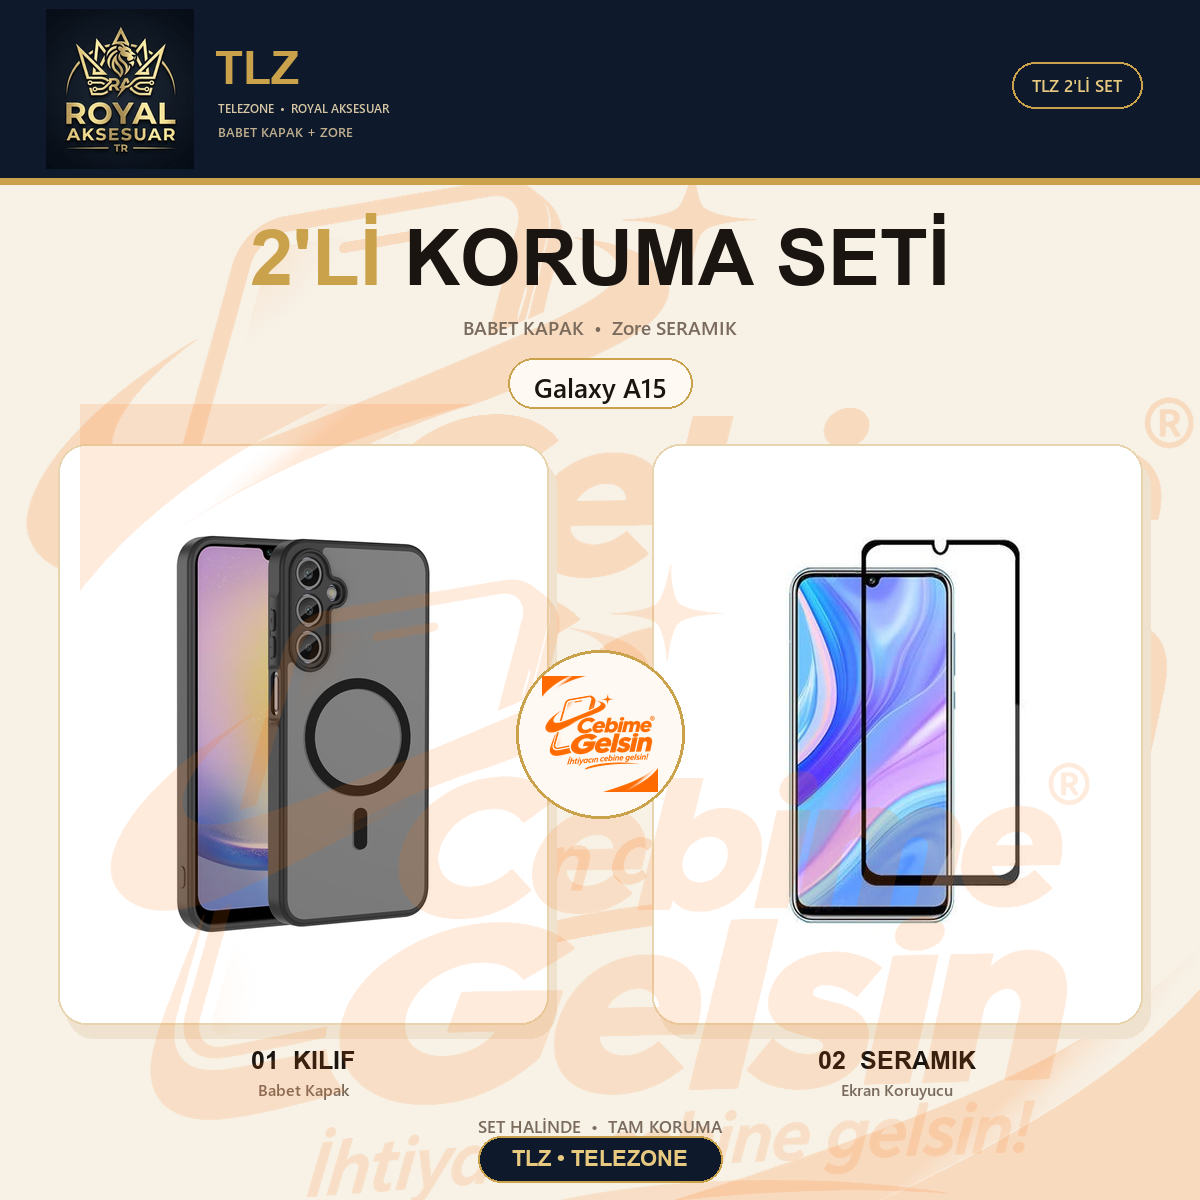 ROYAL
AKSESUAR
TR
TLZ
TELEZONE • ROYAL AKSESUAR
BABET KAPAK + ZORE
TLZ 2'Lİ SET
2'Lİ KORUMA SETİ
BABET KAPAK • Zore SERAMIK
Galaxy A15
®
Cebime®
Gelsin
İhtiyacın cebine gelsin!
Cebime®
Gelsin
01 KILIF
Babet Kapak
02 SERAMIK
Ekran Koruyucu
SET HALİNDE • TAM KORUMA
TLZ • TELEZONE